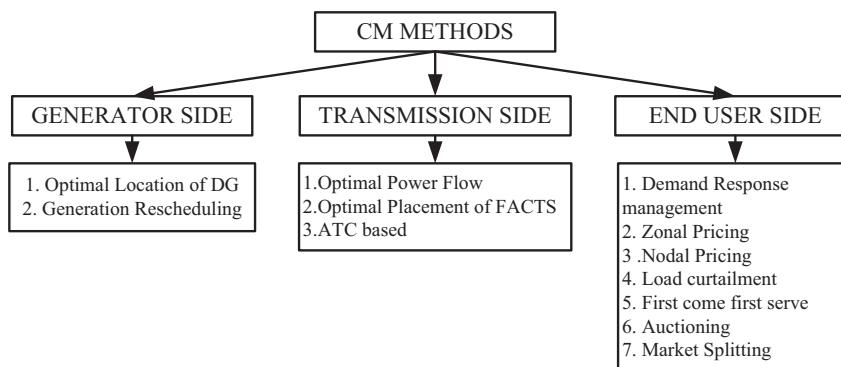 CM METHODS
GENERATOR SIDE
1. Optimal Location of DG
2. Generation Rescheduling
TRANSMISSION SIDE
1.Optimal Power Flow
2.Optimal Placement of FACTS
3.ATC based
END USER SIDE
1. Demand Response
management
2. Zonal Pricing
3 .Nodal Pricing
4. Load curtailment
5. First come first serve
6. Auctioning
7. Market Splitting